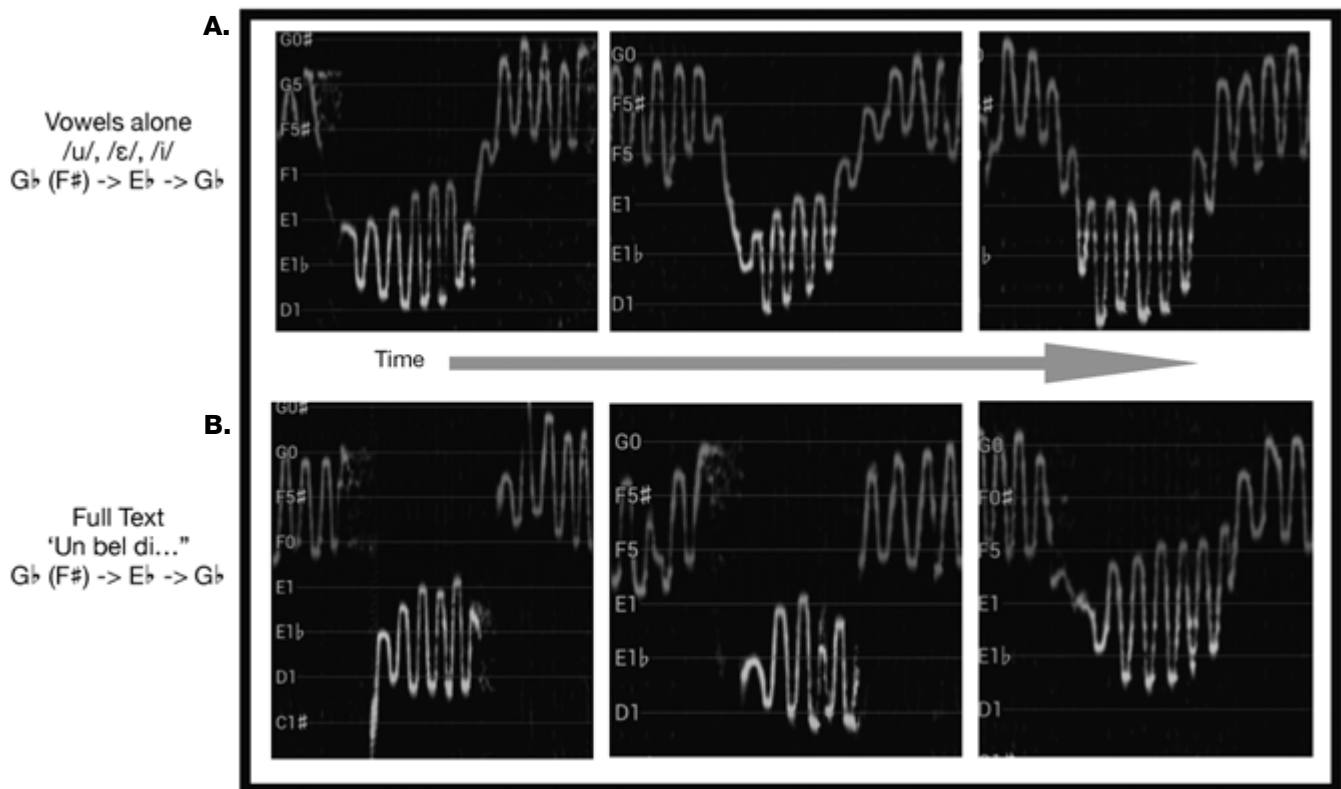 A.
Vowels alone
/u/, /ɛ/, /i/
G♭ (F♯) -> E♭ -> G♭
G0♯
G5
F5♯
F1
E1
E1♭
D1
G0
F5♯
F5
E1
E1♭
D1
♯
♭
Time
B.
Full Text
‘Un bel di...”
G♭ (F♯) -> E♭ -> G♭
G0♯
G0
F5♯
F0
E1
E1♭
D1
C1♯
G0
F5♯
F5
E1
E1♭
D1
G0
F0♯
F5
E1
E1♭
D1